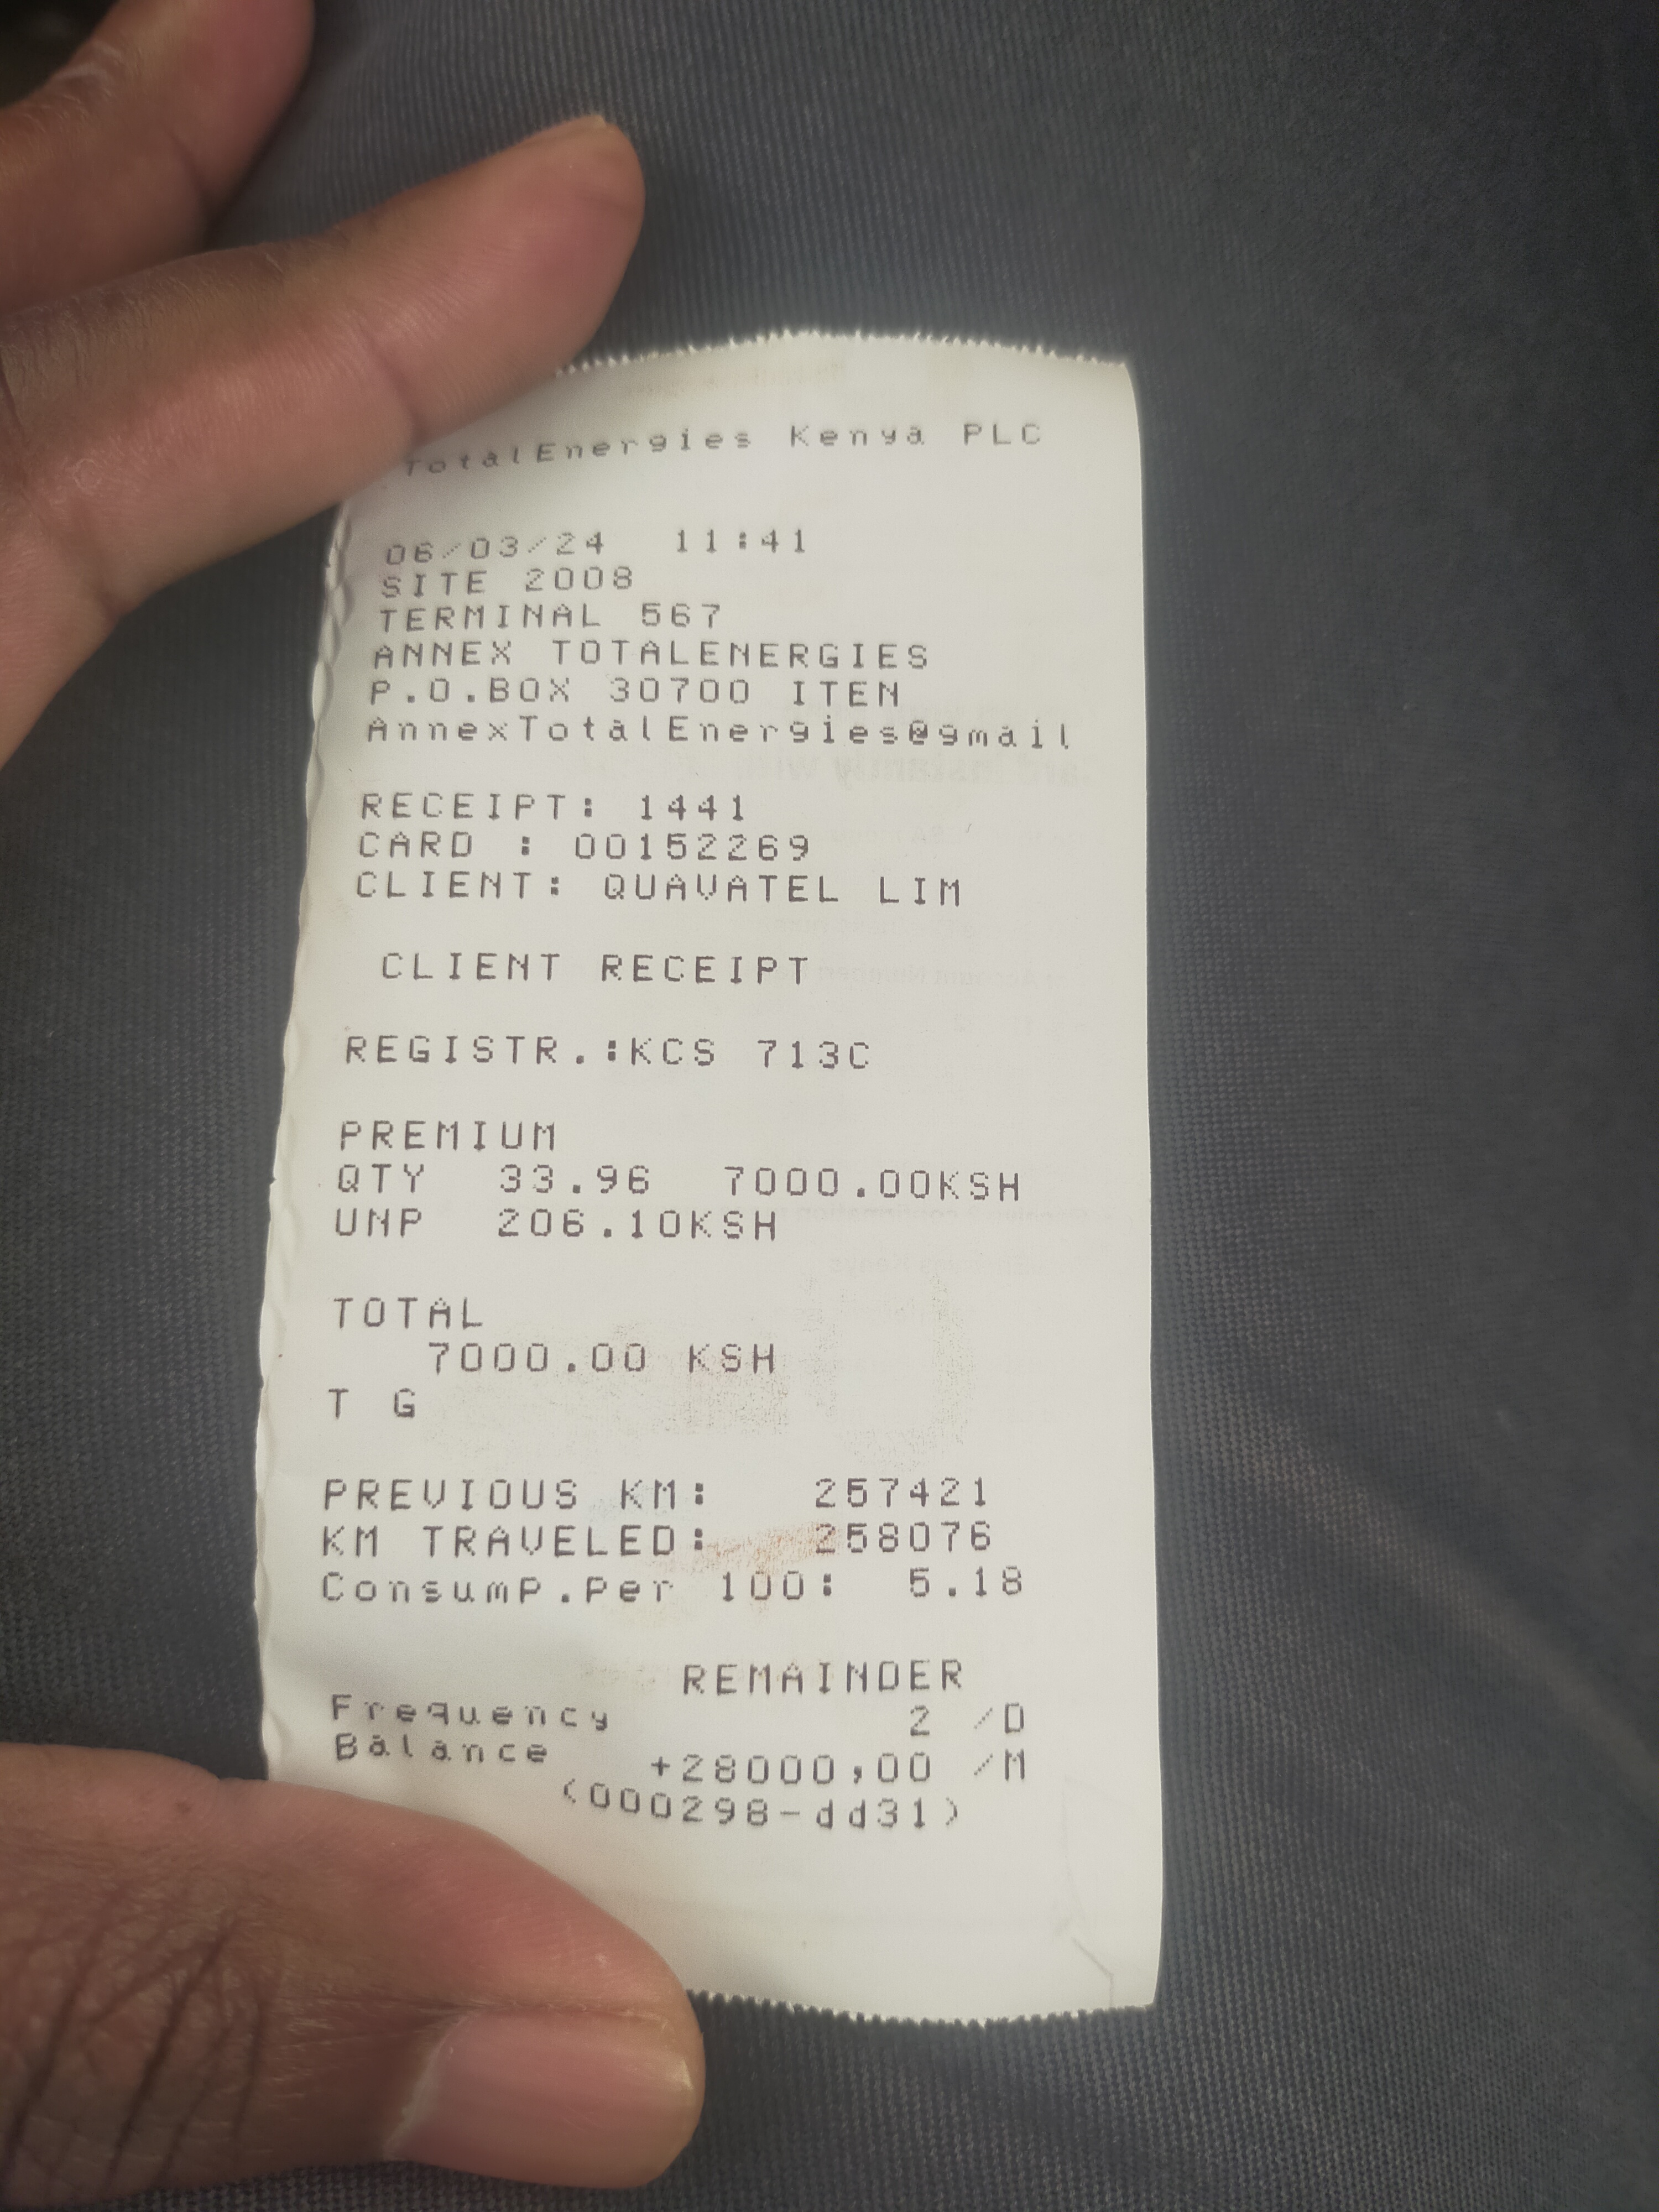 TotalEnergies Kenya PLC
06/03/24 11:41
SITE 2008
TERMINAL 567
ANNEX TOTALENERGIES
P.O.BOX 30700 ITEN
AnnexTotalEnergies@gmail
RECEIPT: 1441
CARD : 00152269
CLIENT: QUAVATEL LIM
CLIENT RECEIPT
REGISTR.:KCS 713C
PREMIUM
QTY 33.96 7000.00KSH
UNP 206.10KSH
TOTAL
7000.00 KSH
T G
PREVIOUS KM: 257421
KM TRAVELED: 258076
Consump.Per 100: 5.18
REMAINDER
Frequency 2 /D
Balance +28000,00 /M
(000298-dd31)